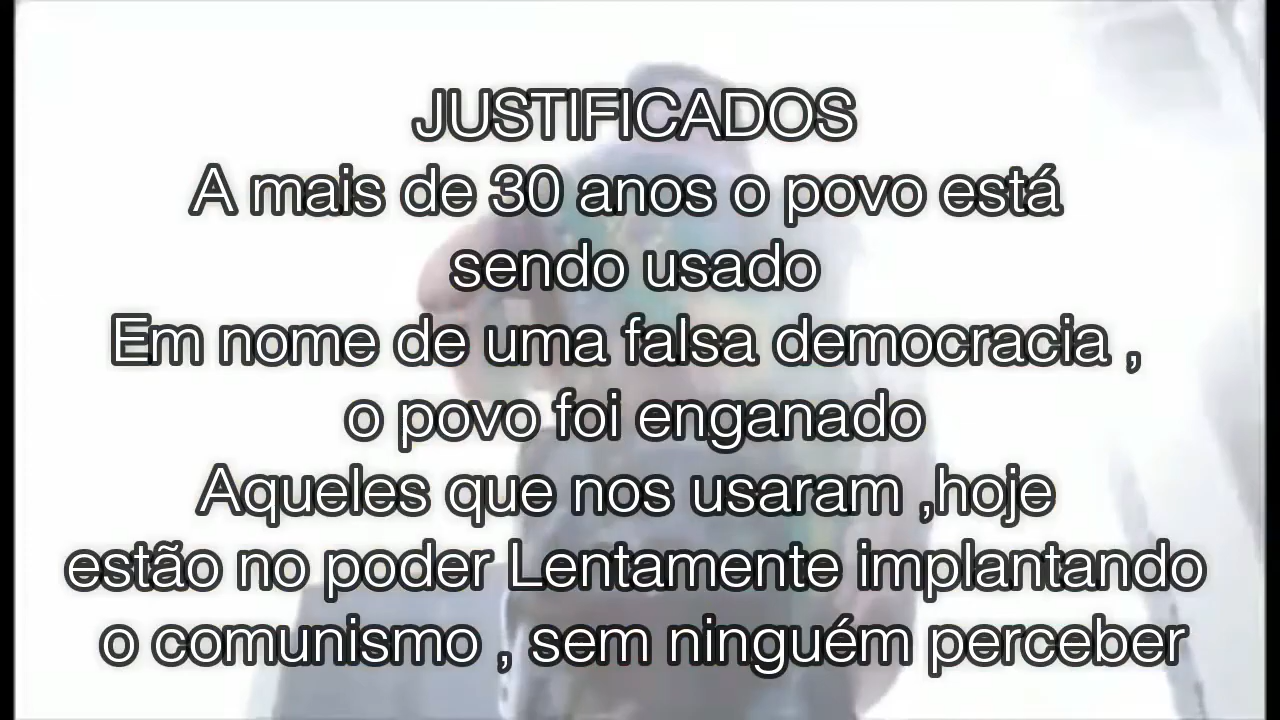 JUSTIFICADOS
A mais de 30 anos o povo está
sendo usado
Em nome de uma falsa democracia ,
o povo foi enganado
Aqueles que nos usaram ,hoje
estão no poder Lentamente implantando
o comunismo , sem ninguém perceber